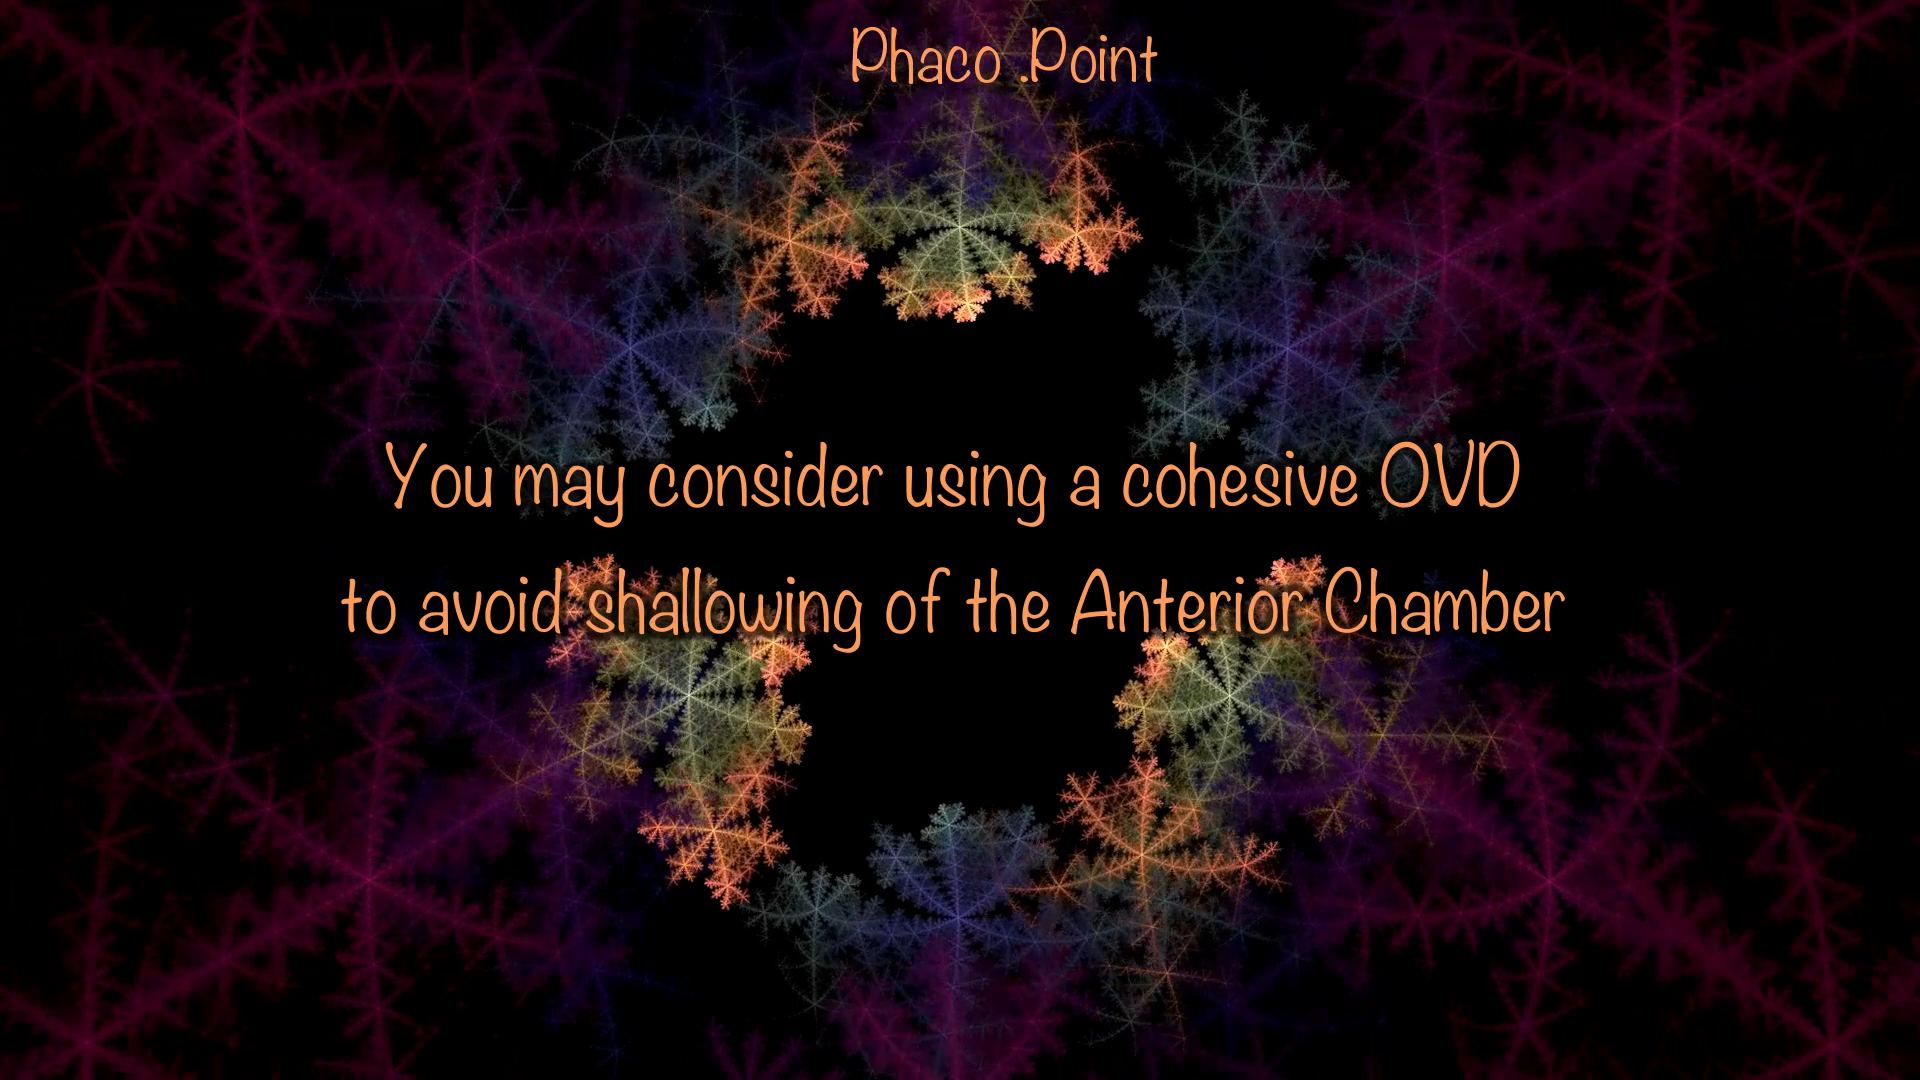 Phaco .Point
You may consider using a cohesive OVD
to avoid shallowing of the Anterior Chamber